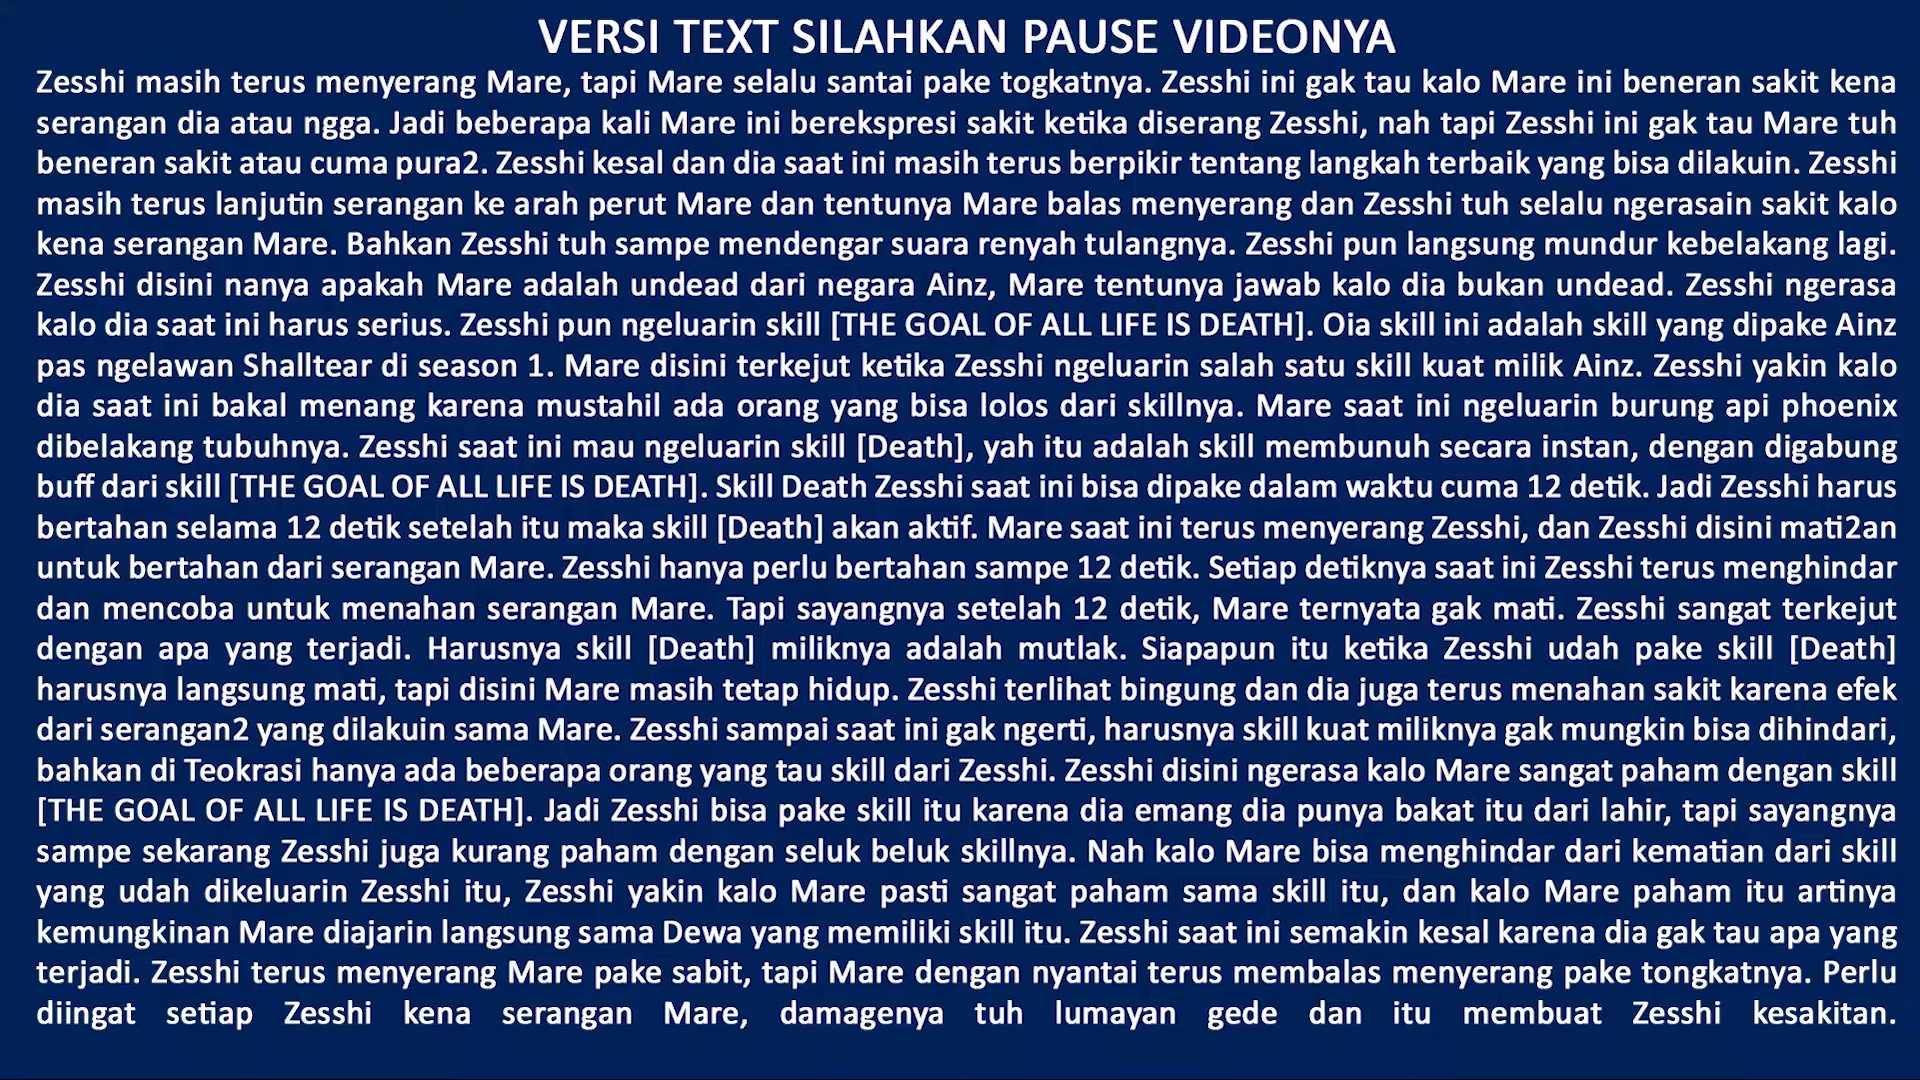 VERSI TEXT SILAHKAN PAUSE VIDEONYA
Zesshi masih terus menyerang Mare, tapi Mare selalu santai pake togkatnya. Zesshi ini gak tau kalo Mare ini beneran sakit kena
serangan dia atau ngga. Jadi beberapa kali Mare ini berekspresi sakit ketika diserang Zesshi, nah tapi Zesshi ini gak tau Mare tuh
beneran sakit atau cuma pura2. Zesshi kesal dan dia saat ini masih terus berpikir tentang langkah terbaik yang bisa dilakuin. Zesshi
masih terus lanjutin serangan ke arah perut Mare dan tentunya Mare balas menyerang dan Zesshi tuh selalu ngerasain sakit kalo
kena serangan Mare. Bahkan Zesshi tuh sampe mendengar suara renyah tulangnya. Zesshi pun langsung mundur kebelakang lagi.
Zesshi disini nanya apakah Mare adalah undead dari negara Ainz, Mare tentunya jawab kalo dia bukan undead. Zesshi ngerasa
kalo dia saat ini harus serius. Zesshi pun ngeluarin skill [THE GOAL OF ALL LIFE IS DEATH]. Oia skill ini adalah skill yang dipake Ainz
pas ngelawan Shalltear di season 1. Mare disini terkejut ketika Zesshi ngeluarin salah satu skill kuat milik Ainz. Zesshi yakin kalo
dia saat ini bakal menang karena mustahil ada orang yang bisa lolos dari skillnya. Mare saat ini ngeluarin burung api phoenix
dibelakang tubuhnya. Zesshi saat ini mau ngeluarin skill [Death], yah itu adalah skill membunuh secara instan, dengan digabung
buff dari skill [THE GOAL OF ALL LIFE IS DEATH]. Skill Death Zesshi saat ini bisa dipake dalam waktu cuma 12 detik. Jadi Zesshi harus
bertahan selama 12 detik setelah itu maka skill [Death] akan aktif. Mare saat ini terus menyerang Zesshi, dan Zesshi disini mati2an
untuk bertahan dari serangan Mare. Zesshi hanya perlu bertahan sampe 12 detik. Setiap detiknya saat ini Zesshi terus menghindar
dan mencoba untuk menahan serangan Mare. Tapi sayangnya setelah 12 detik, Mare ternyata gak mati. Zesshi sangat terkejut
dengan apa yang terjadi. Harusnya skill [Death] miliknya adalah mutlak. Siapapun itu ketika Zesshi udah pake skill [Death]
harusnya langsung mati, tapi disini Mare masih tetap hidup. Zesshi terlihat bingung dan dia juga terus menahan sakit karena efek
dari serangan2 yang dilakuin sama Mare. Zesshi sampai saat ini gak ngerti, harusnya skill kuat miliknya gak mungkin bisa dihindari,
bahkan di Teokrasi hanya ada beberapa orang yang tau skill dari Zesshi. Zesshi disini ngerasa kalo Mare sangat paham dengan skill
[THE GOAL OF ALL LIFE IS DEATH]. Jadi Zesshi bisa pake skill itu karena dia emang dia punya bakat itu dari lahir, tapi sayangnya
sampe sekarang Zesshi juga kurang paham dengan seluk beluk skillnya. Nah kalo Mare bisa menghindar dari kematian dari skill
yang udah dikeluarin Zesshi itu, Zesshi yakin kalo Mare pasti sangat paham sama skill itu, dan kalo Mare paham itu artinya
kemungkinan Mare diajarin langsung sama Dewa yang memiliki skill itu. Zesshi saat ini semakin kesal karena dia gak tau apa yang
terjadi. Zesshi terus menyerang Mare pake sabit, tapi Mare dengan nyantai terus membalas menyerang pake tongkatnya. Perlu
diingat setiap Zesshi kena serangan Mare, damagenya tuh lumayan gede dan itu membuat Zesshi kesakitan.